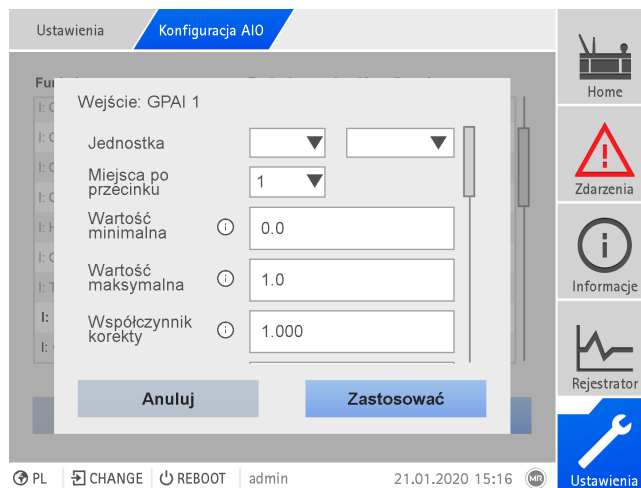 Ustawienia
Konfiguracja AIO
Home
Wejście: GPAI 1
Jednostka
Miejsca po
przecinku
1
Wartość
minimalna
0.0
Wartość
maksymalna
1.0
Współczynnik
korekty
1.000
Anuluj
Zastosować
Zdarzenia
Informacje
Rejestrator
Ustawienia
PL
CHANGE
REBOOT
admin
21.01.2020 15:16
MR